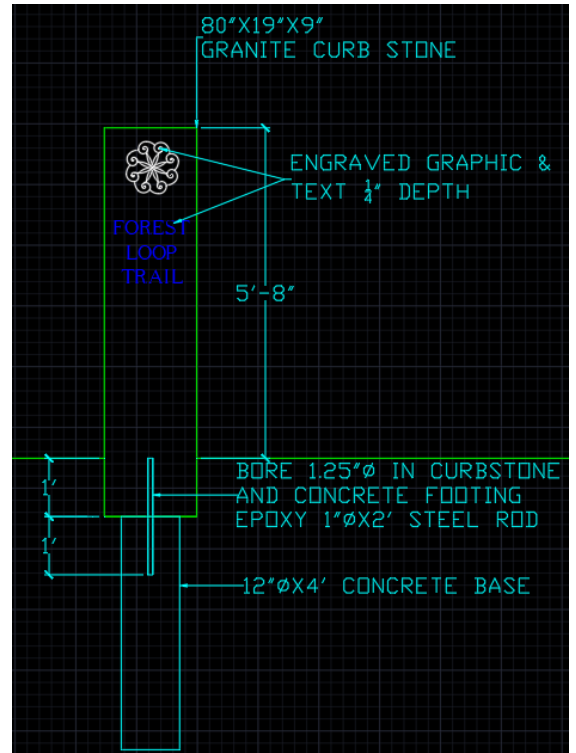 80"X19"X9"
GRANITE CURB STONE
ENGRAVED GRAPHIC &
TEXT 1/4" DEPTH
FOREST
LOOP
TRAIL
5'-8"
1'
BORE 1.25"Ø IN CURBSTONE
AND CONCRETE FOOTING
EPOXY 1"ØX2' STEEL ROD
1'
12"ØX4' CONCRETE BASE